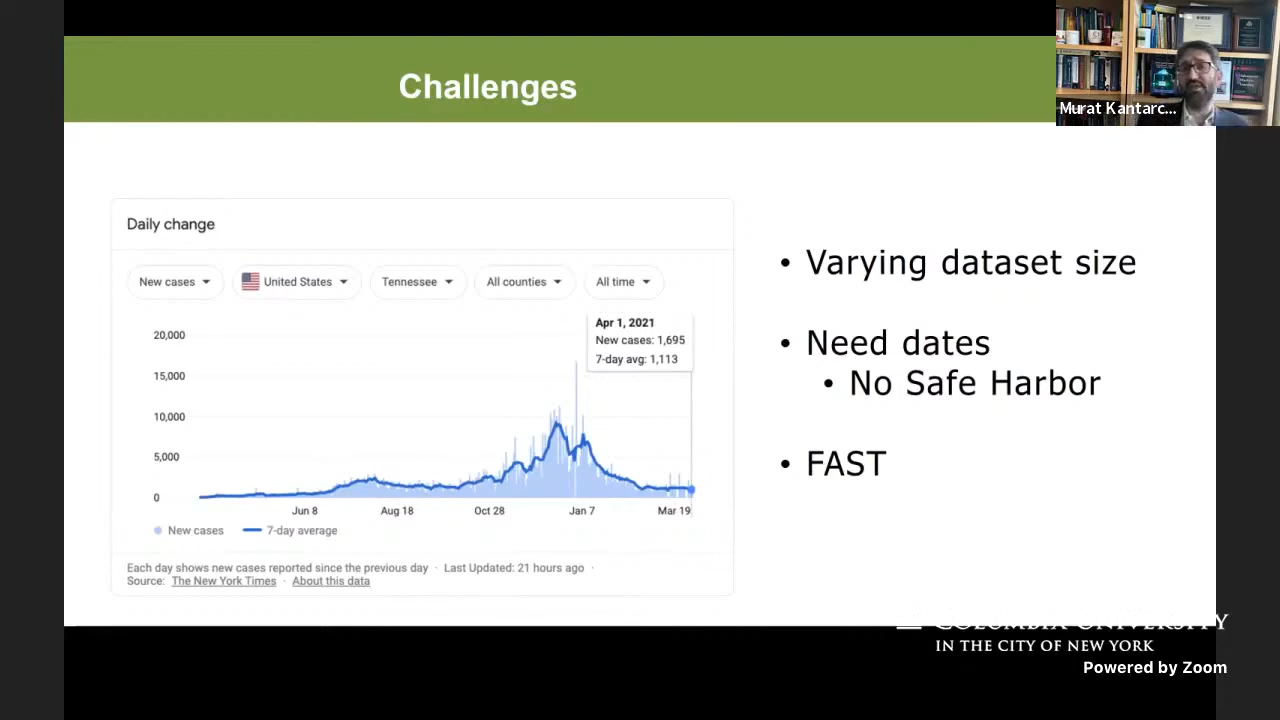 Challenges
Murat Kantarc...
Daily change
New cases
United States
Tennessee
All counties
All time
Apr 1, 2021
New cases: 1,695
7-day avg: 1,113
20,000
15,000
10,000
5,000
0
Jun 8
Aug 18
Oct 28
Jan 7
Mar 19
New cases
7-day average
Each day shows new cases reported since the previous day · Last Updated: 21 hours ago ·
Source: The New York Times · About this data
• Varying dataset size
• Need dates
• No Safe Harbor
• FAST
COLUMBIA UNIVERSITY
IN THE CITY OF NEW YORK
Powered by Zoom